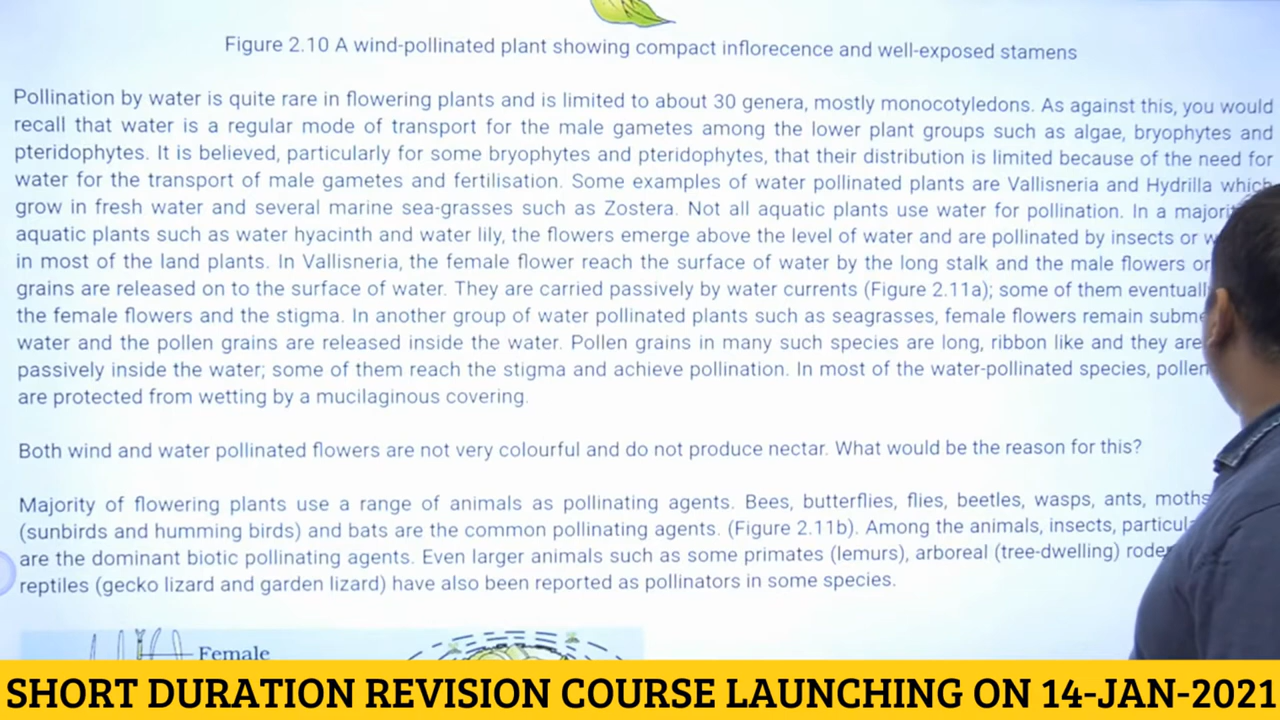 Figure 2.10 A wind-pollinated plant showing compact inflorecence and well-exposed stamens
Pollination by water is quite rare in flowering plants and is limited to about 30 genera, mostly monocotyledons. As against this, you would
recall that water is a regular mode of transport for the male gametes among the lower plant groups such as algae, bryophytes and
pteridophytes. It is believed, particularly for some bryophytes and pteridophytes, that their distribution is limited because of the need for
water for the transport of male gametes and fertilisation. Some examples of water pollinated plants are Vallisneria and Hydrilla which
grow in fresh water and several marine sea-grasses such as Zostera. Not all aquatic plants use water for pollination. In a
aquatic plants such as water hyacinth and water lily, the flowers emerge above the level of water and are pollinated by insects or
in most of the land plants. In Vallisneria, the female flower reach the surface of water by the long stalk and the male flowers or
grains are released on to the surface of water. They are carried passively by water currents (Figure 2.11a); some of them
the female flowers and the stigma. In another group of water pollinated plants such as seagrasses, female flowers remain
water and the pollen grains are released inside the water. Pollen grains in many such species are long, ribbon like and they are
passively inside the water; some of them reach the stigma and achieve pollination. In most of the water-pollinated species, pollen
are protected from wetting by a mucilaginous covering.
Both wind and water pollinated flowers are not very colourful and do not produce nectar. What would be the reason for this?
Majority of flowering plants use a range of animals as pollinating agents. Bees, butterflies, flies, beetles, wasps, ants, moths
(sunbirds and humming birds) and bats are the common pollinating agents. (Figure 2.11b). Among the animals, insects,
are the dominant biotic pollinating agents. Even larger animals such as some primates (lemurs), arboreal (tree-dwelling)
reptiles (gecko lizard and garden lizard) have also been reported as pollinators in some species.
Female
SHORT DURATION REVISION COURSE LAUNCHING ON 14-JAN-2021